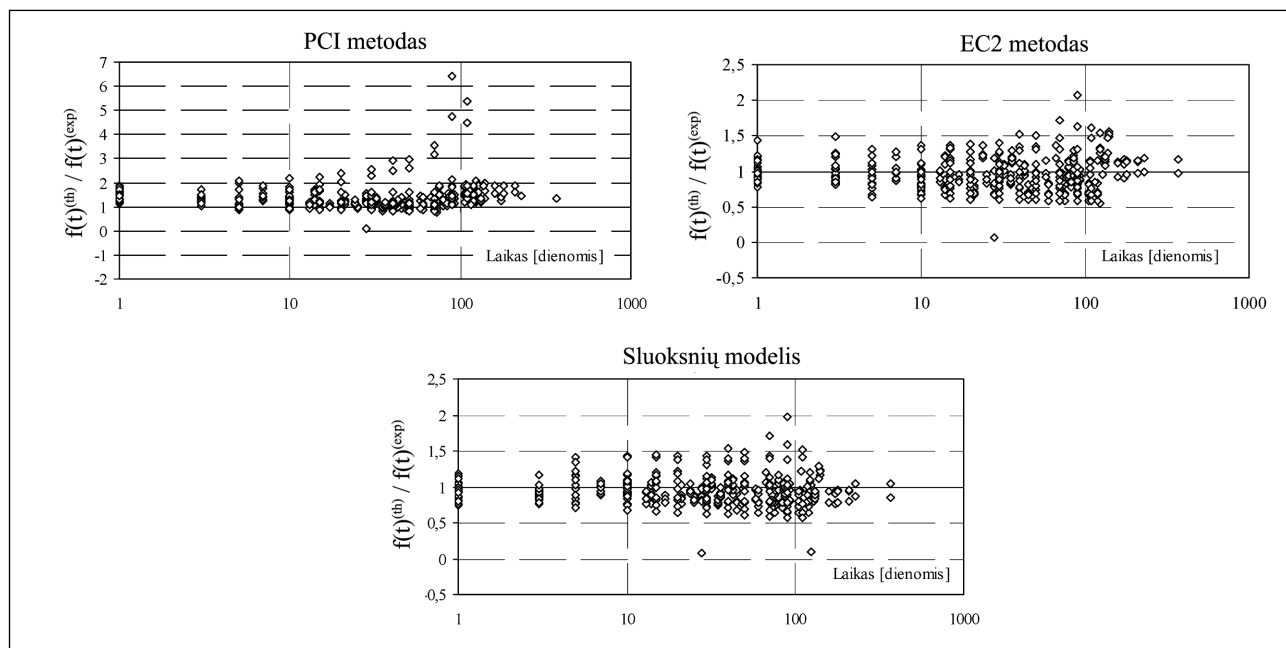 PCI metodas
7
6
5
4
3
2
1
0
-1
-2
f(t)(th) / f(t)(exp)
Laikas [dienomis]
1 10 100 1000
EC2 metodas
2,5
2
1,5
1
0,5
0
-0,5
f(t)(th) / f(t)(exp)
Laikas [dienomis]
1 10 100 1000
Sluoksnių modelis
2,5
2
1,5
1
0,5
0
-0,5
f(t)(th) / f(t)(exp)
Laikas [dienomis]
1 10 100 1000